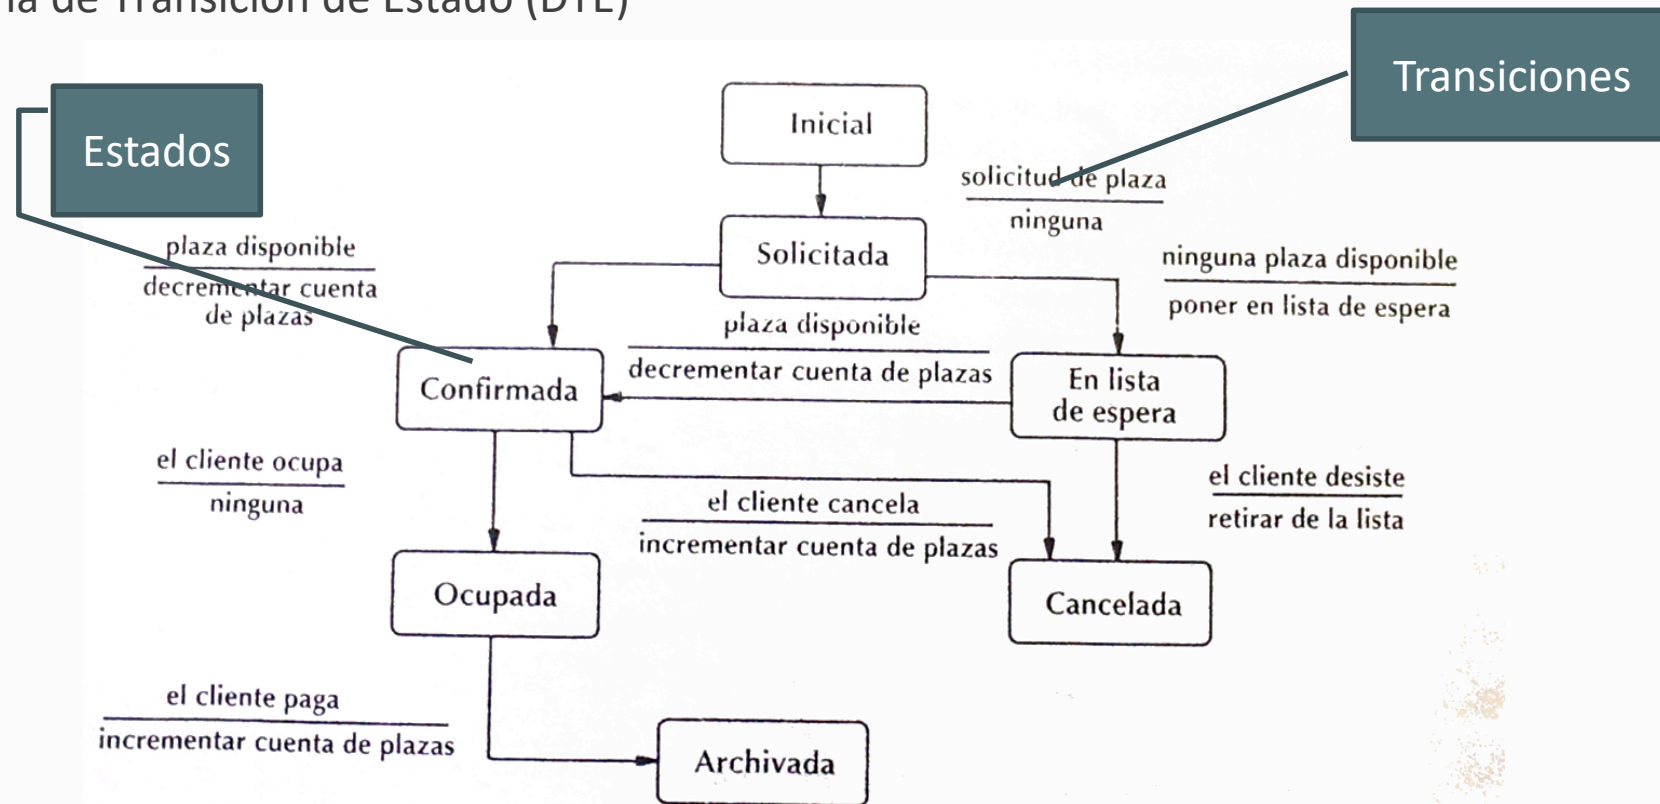 de Transición de Estado (DTE)
Transiciones
Estados
Inicial
solicitud de plaza
ninguna
Solicitada
plaza disponible
decrementar cuenta
de plazas
ninguna plaza disponible
poner en lista de espera
plaza disponible
decrementar cuenta de plazas
Confirmada
En lista
de espera
el cliente ocupa
ninguna
el cliente cancela
incrementar cuenta de plazas
el cliente desiste
retirar de la lista
Ocupada
Cancelada
el cliente paga
incrementar cuenta de plazas
Archivada